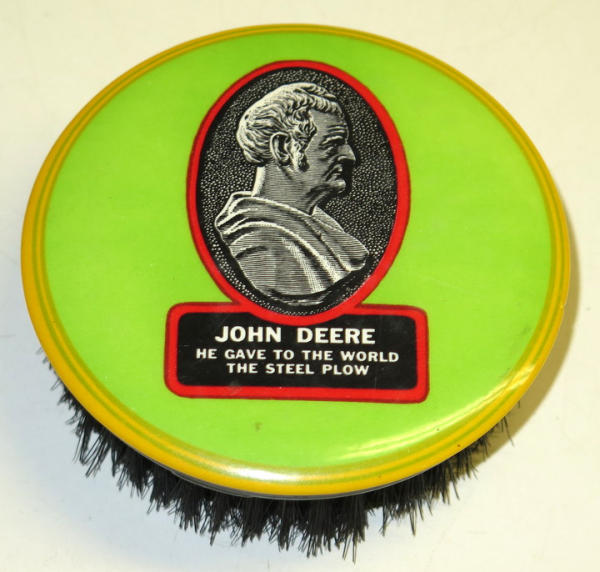 JOHN DEERE
HE GAVE TO THE WORLD
THE STEEL PLOW